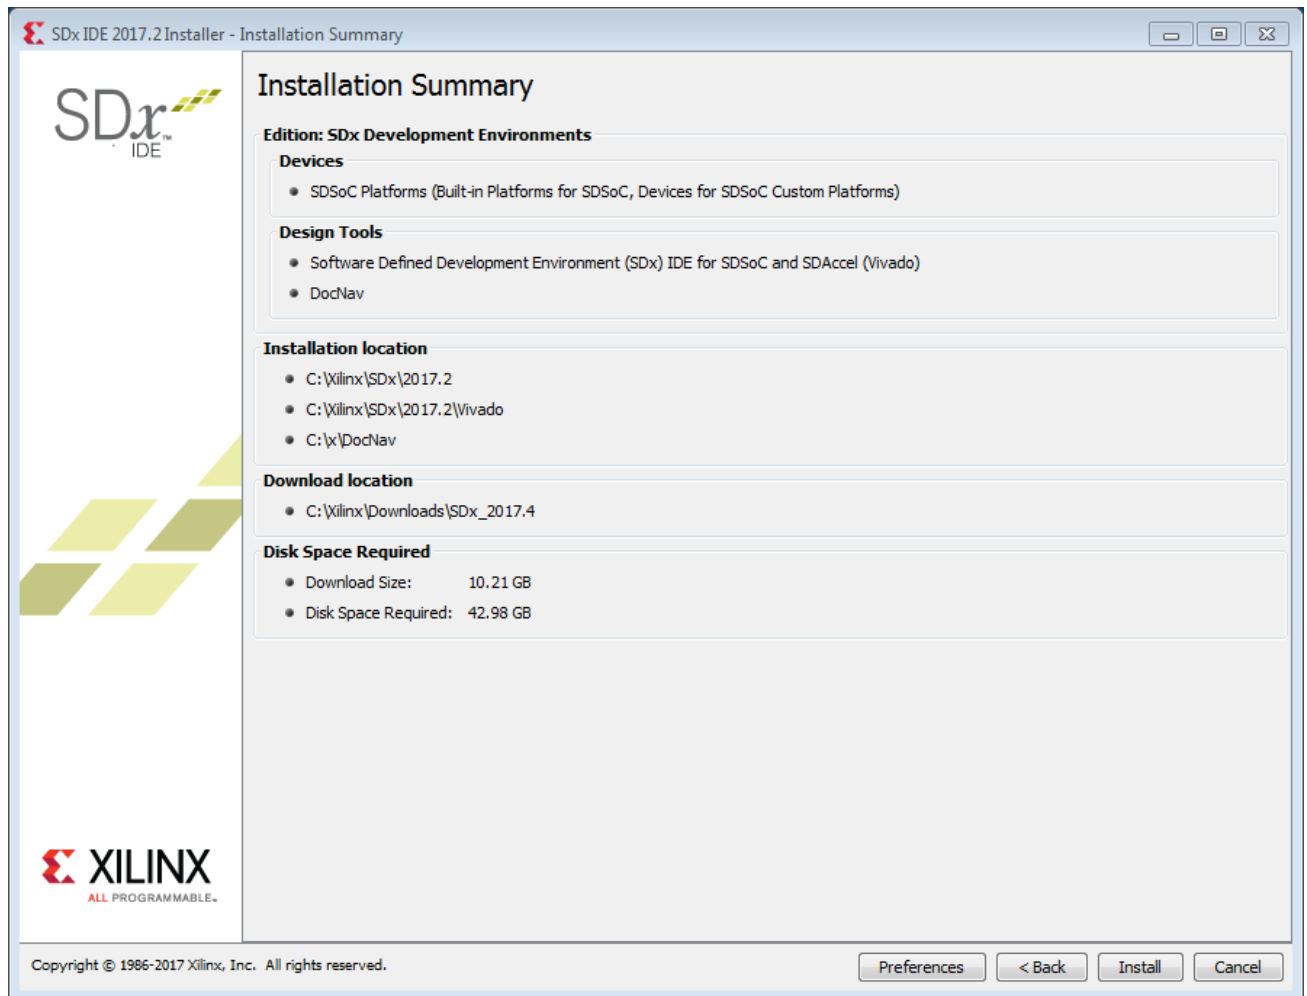 SDx IDE 2017.2 Installer - Installation Summary
SDx™
IDE
Installation Summary
Edition: SDx Development Environments
Devices
SDSoC Platforms (Built-in Platforms for SDSoC, Devices for SDSoC Custom Platforms)
Design Tools
Software Defined Development Environment (SDx) IDE for SDSoC and SDAccel (Vivado)
DocNav
Installation location
C:\Xilinx\SDx\2017.2
C:\Xilinx\SDx\2017.2\Vivado
C:\x\DocNav
Download location
C:\Xilinx\Downloads\SDx_2017.4
Disk Space Required
Download Size: 10.21 GB
Disk Space Required: 42.98 GB
XILINX
ALL PROGRAMMABLE™
Copyright © 1986-2017 Xilinx, Inc. All rights reserved.
Preferences < Back Install Cancel